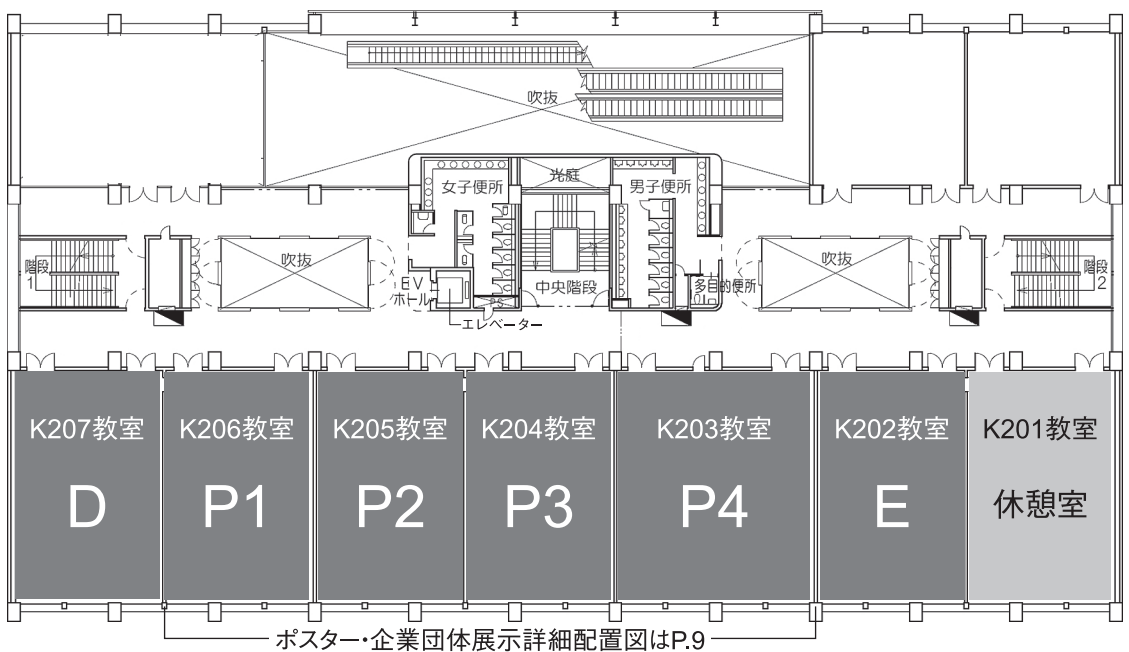 吹抜
女子便所
光庭
男子便所
階段
1
吹抜
EV
ホール
PS
エレベーター
中央階段
多目的便所
吹抜
階段
2
K207教室
D
K206教室
P1
K205教室
P2
K204教室
P3
K203教室
P4
K202教室
E
K201教室
休憩室
ポスター・企業団体展示詳細配置図はP.9